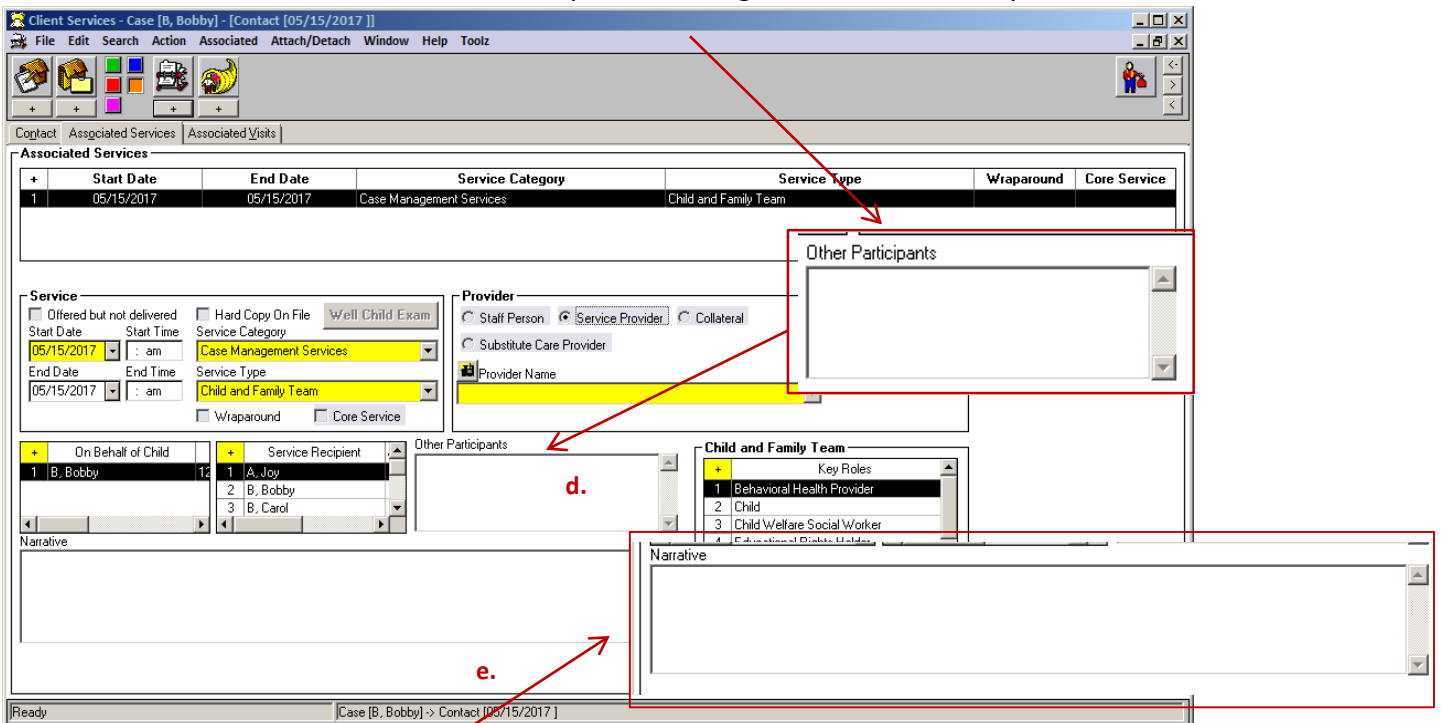 Client Services - Case [B, Bobby] - [Contact [05/15/2017 ]]
File Edit Search Action Associated Attach/Detach Window Help Toolz
+ + + +
Contact Associated Services Associated Visits
Associated Services
+ Start Date End Date Service Category Service Type Wraparound Core Service
1 05/15/2017 05/15/2017 Case Management Services Child and Family Team
Other Participants
Service
Offered but not delivered Hard Copy On File Well Child Exam
Start Date Start Time Service Category
05/15/2017 : am Case Management Services
End Date End Time Service Type
05/15/2017 : am Child and Family Team
Wraparound Core Service
Provider
Staff Person Service Provider Collateral
Substitute Care Provider
Provider Name
+ On Behalf of Child
1 B, Bobby 12
+ Service Recipient
1 A, Joy
2 B, Bobby
3 B, Carol
Other Participants
d.
Child and Family Team
+ Key Roles
1 Behavioral Health Provider
2 Child
3 Child Welfare Social Worker
4 Educational Rights Holder
Narrative
Narrative
e.
Ready Case [B, Bobby] -> Contact [05/15/2017 ]